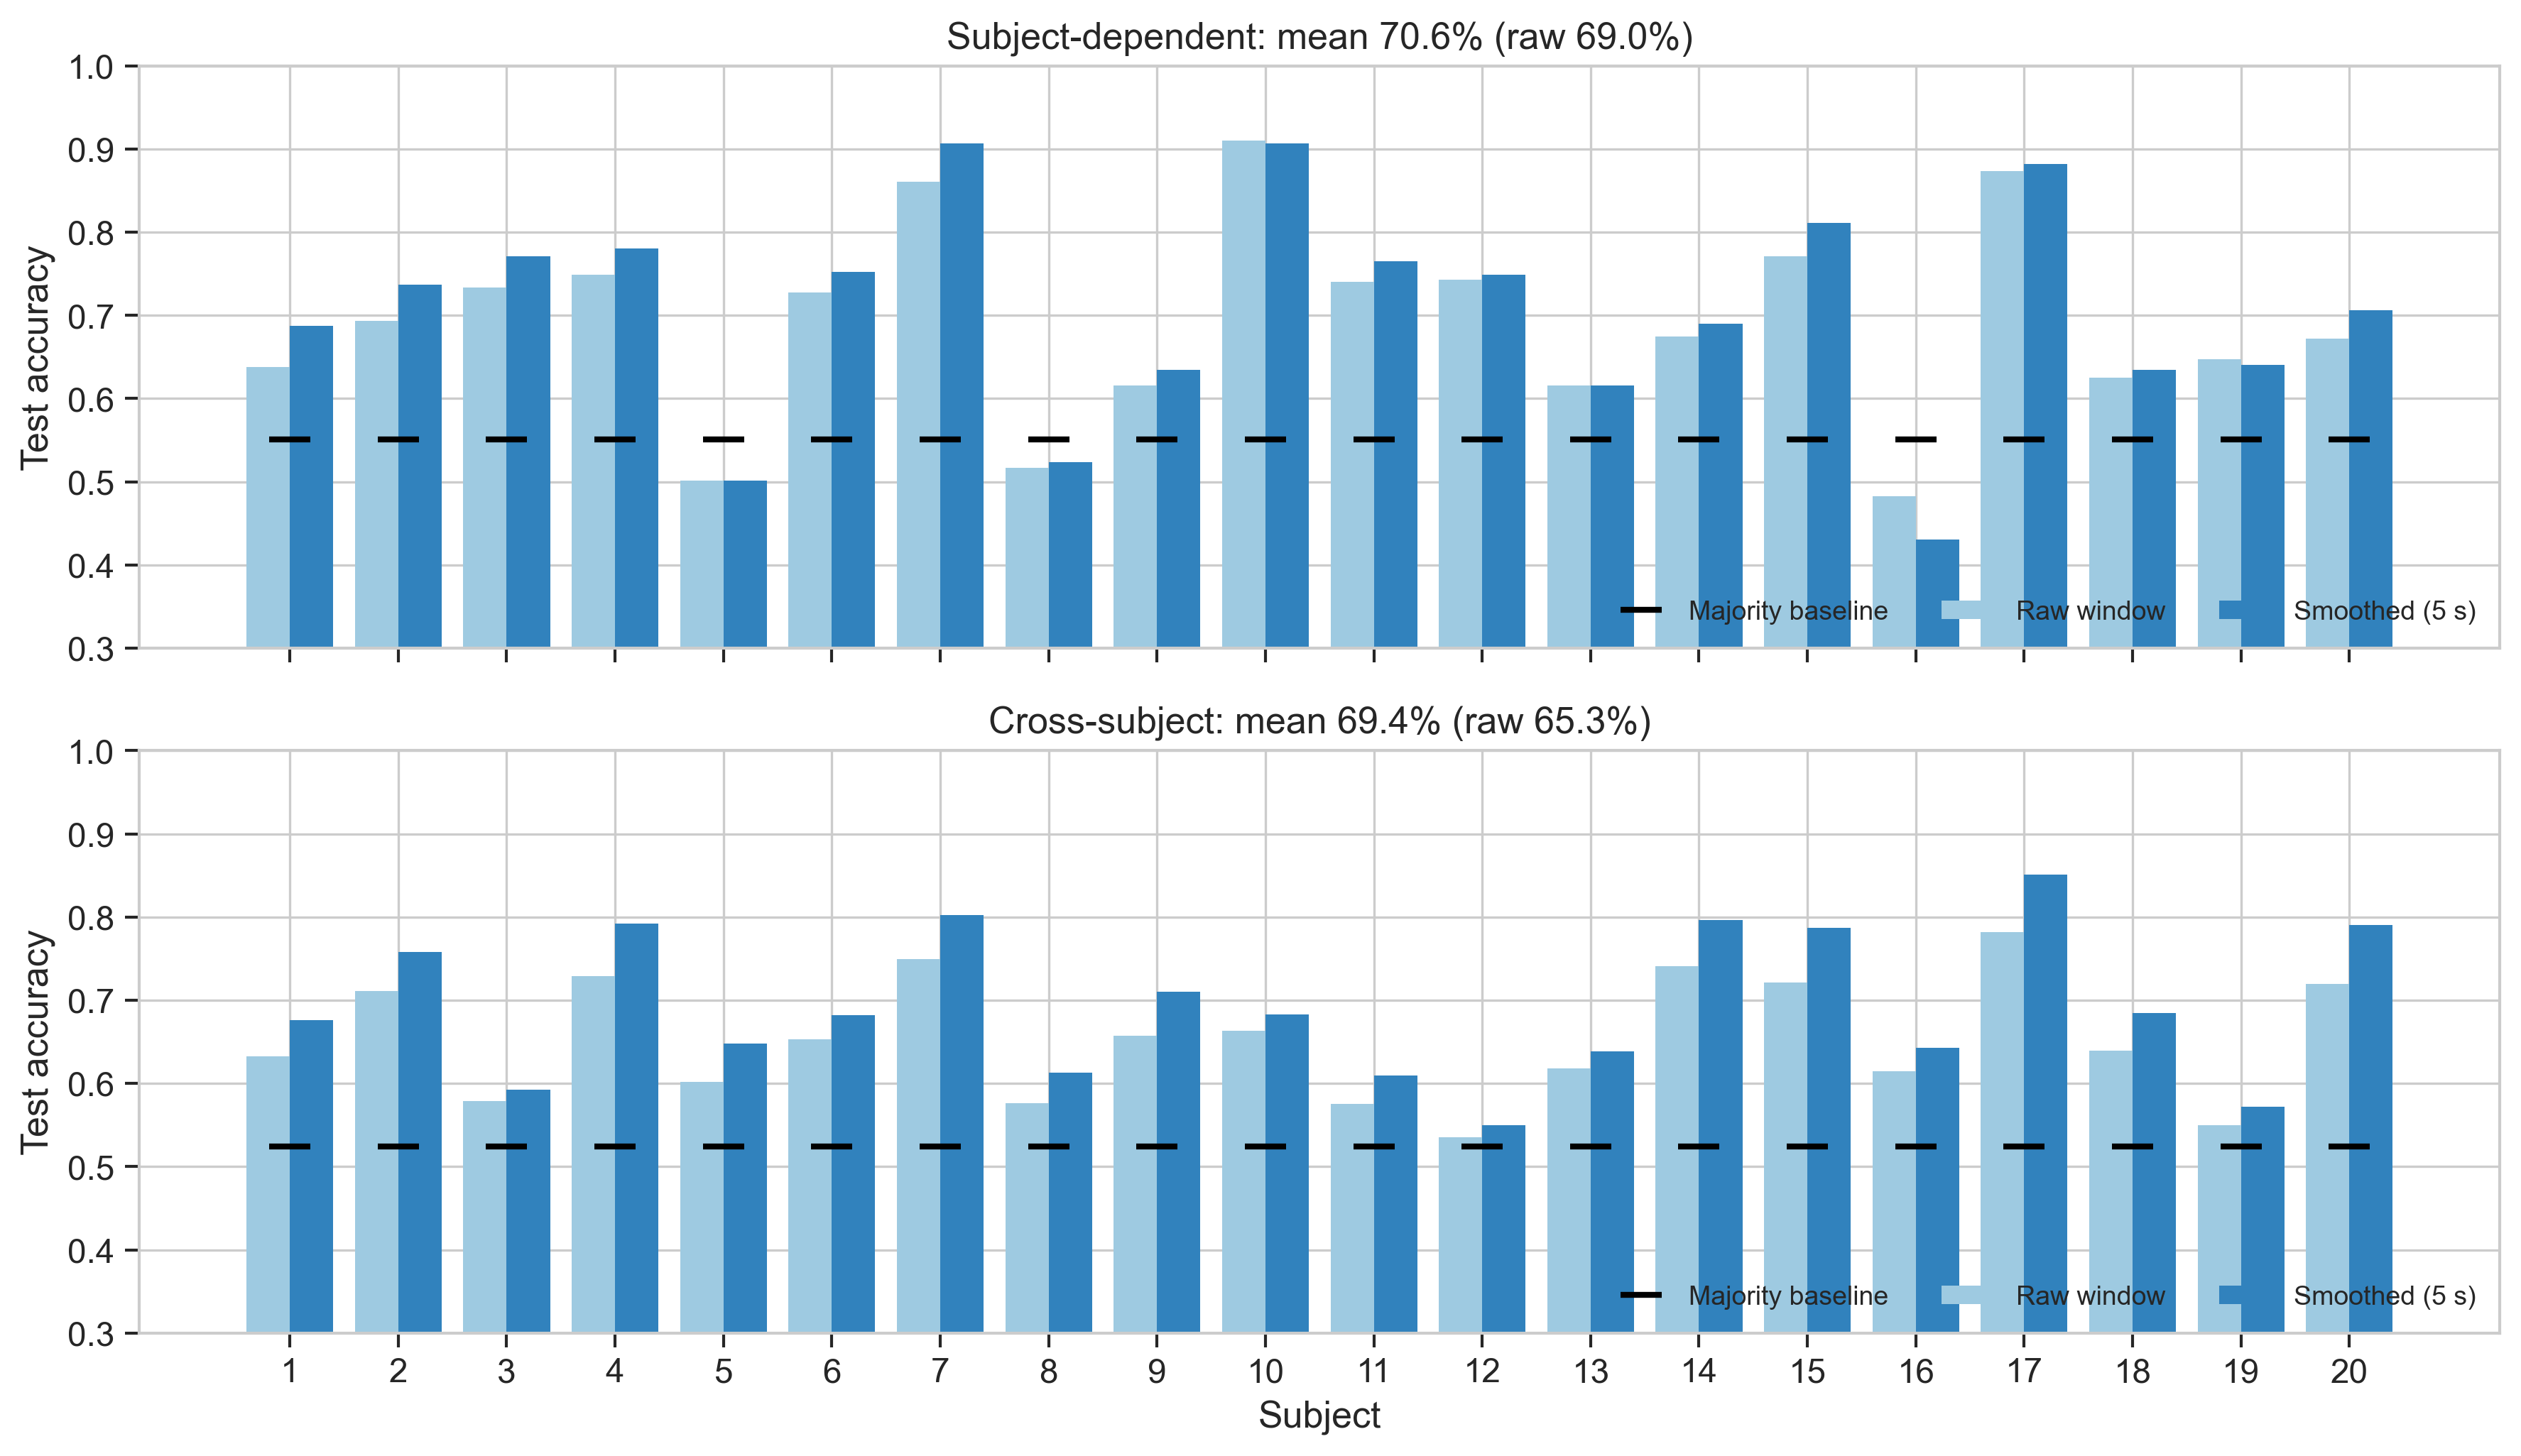 Subject-dependent: mean 70.6% (raw 69.0%)
1.0
0.9
0.8
0.7
0.6
0.5
0.4
0.3
Test accuracy
Majority baseline Raw window Smoothed (5 s)
Cross-subject: mean 69.4% (raw 65.3%)
1.0
0.9
0.8
0.7
0.6
0.5
0.4
0.3
Test accuracy
Majority baseline Raw window Smoothed (5 s)
1 2 3 4 5 6 7 8 9 10 11 12 13 14 15 16 17 18 19 20
Subject